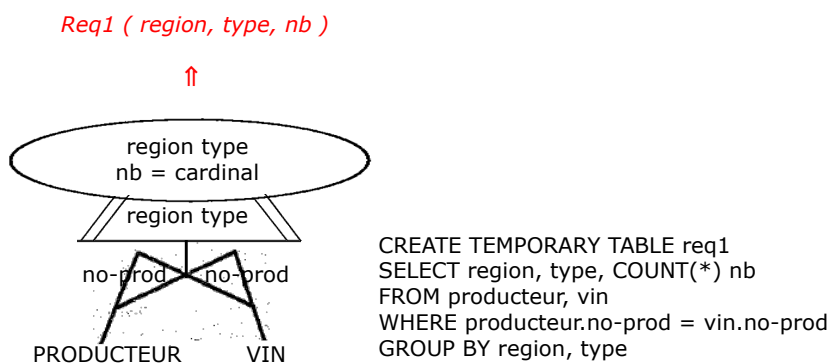 Req1 ( region, type, nb )
⇑
region type
nb = cardinal
region type
no-prod no-prod
PRODUCTEUR VIN
CREATE TEMPORARY TABLE req1
SELECT region, type, COUNT(*) nb
FROM producteur, vin
WHERE producteur.no-prod = vin.no-prod
GROUP BY region, type